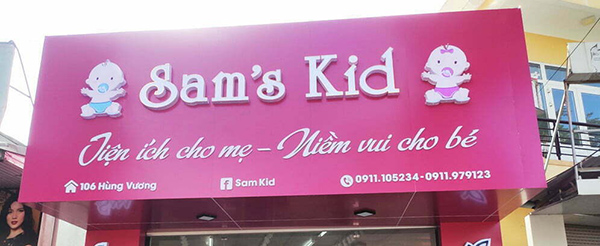 Sam's Kid
Tiện ích cho mẹ – Niềm vui cho bé
106 Hùng Vương Sam Kid 0911.105234-0911.979123